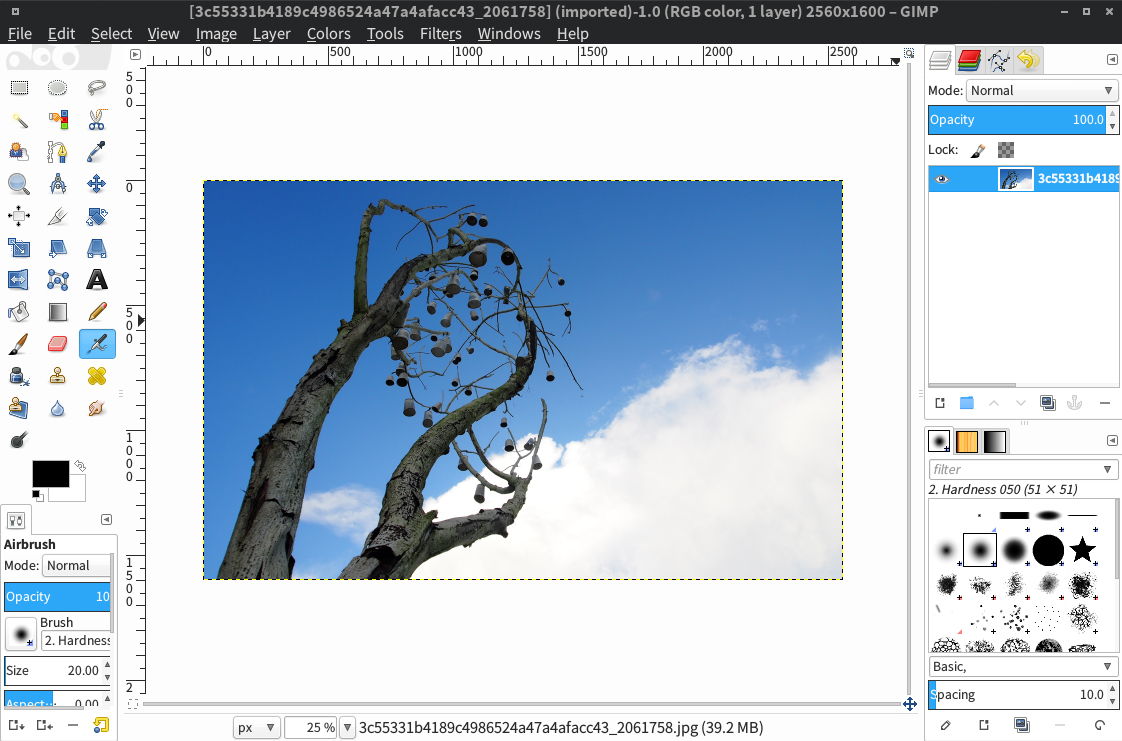 [3c55331b4189c4986524a47a4afacc43_2061758] (imported)-1.0 (RGB color, 1 layer) 2560x1600 – GIMP
File Edit Select View Image Layer Colors Tools Filters Windows Help
0 500 1000 1500 2000 2500
500
0
500
1000
1500
2
Airbrush
Mode: Normal
Opacity 10
Brush
2. Hardness
Size 20.00
Aspect... 0.00
px 25 % 3c55331b4189c4986524a47a4afacc43_2061758.jpg (39.2 MB)
Mode: Normal
Opacity 100.0
Lock:
3c55331b4189
filter
2. Hardness 050 (51 × 51)
Basic,
Spacing 10.0